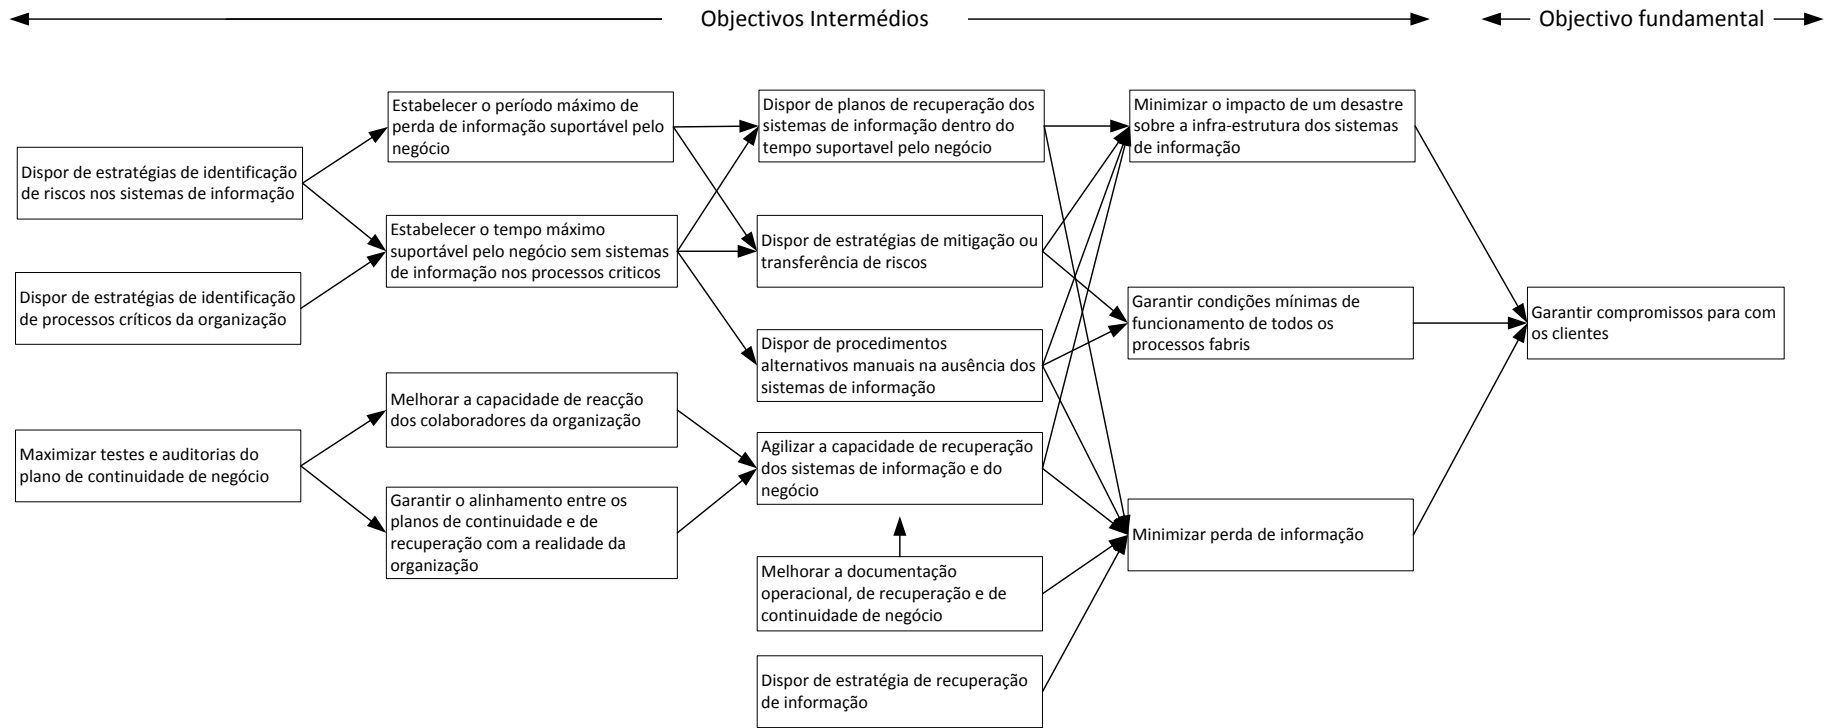 Objectivos Intermédios
Objectivo fundamental
Dispor de estratégias de identificação
de riscos nos sistemas de informação
Dispor de estratégias de identificação
de processos críticos da organização
Maximizar testes e auditorias do
plano de continuidade de negócio
Estabelecer o período máximo de
perda de informação suportável pelo
negócio
Estabelecer o tempo máximo
suportável pelo negócio sem sistemas
de informação nos processos criticos
Melhorar a capacidade de reacção
dos colaboradores da organização
Garantir o alinhamento entre os
planos de continuidade e de
recuperação com a realidade da
organização
Dispor de planos de recuperação dos
sistemas de informação dentro do
tempo suportavel pelo negócio
Dispor de estratégias de mitigação ou
transferência de riscos
Dispor de procedimentos
alternativos manuais na ausência dos
sistemas de informação
Agilizar a capacidade de recuperação
dos sistemas de informação e do
negócio
Melhorar a documentação
operacional, de recuperação e de
continuidade de negócio
Dispor de estratégia de recuperação
de informação
Minimizar o impacto de um desastre
sobre a infra-estrutura dos sistemas
de informação
Garantir condições mínimas de
funcionamento de todos os
processos fabris
Minimizar perda de informação
Garantir compromissos para com
os clientes